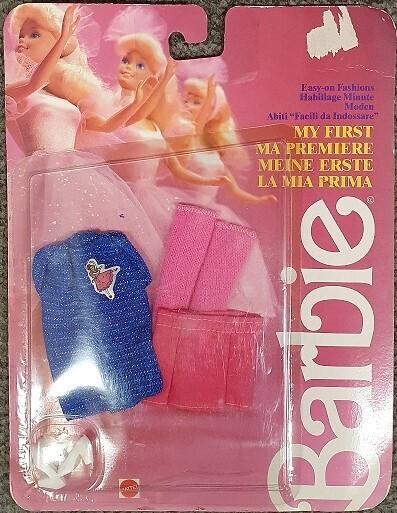 Easy-on Fashions
Habillage Minute
Moden
Abiti "Facili da Indossare"
MY FIRST
MA PREMIERE
MEINE ERSTE
LA MIA PRIMA
Barbie®
MATTEL